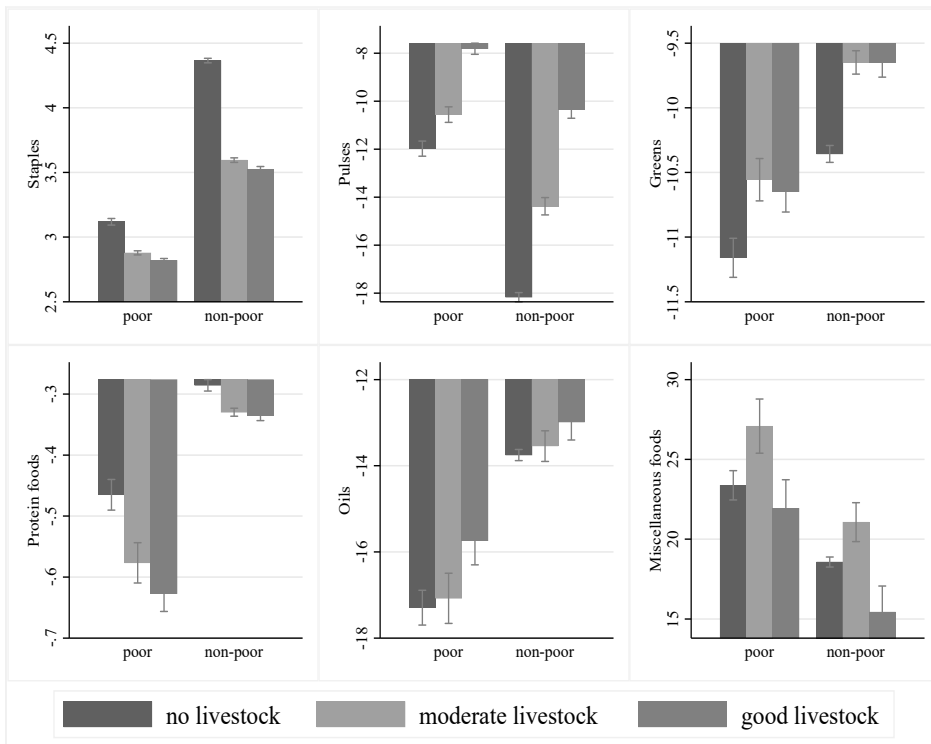 Staples
4.5
4
3.5
3
2.5
poor
non-poor
Pulses
-8
-10
-12
-14
-16
-18
poor
non-poor
Greens
-9.5
-10
-10.5
-11
-11.5
poor
non-poor
Protein foods
-.3
-.4
-.5
-.6
-.7
poor
non-poor
Oils
-12
-14
-16
-18
poor
non-poor
Miscellaneous foods
30
25
20
15
poor
non-poor
no livestock
moderate livestock
good livestock